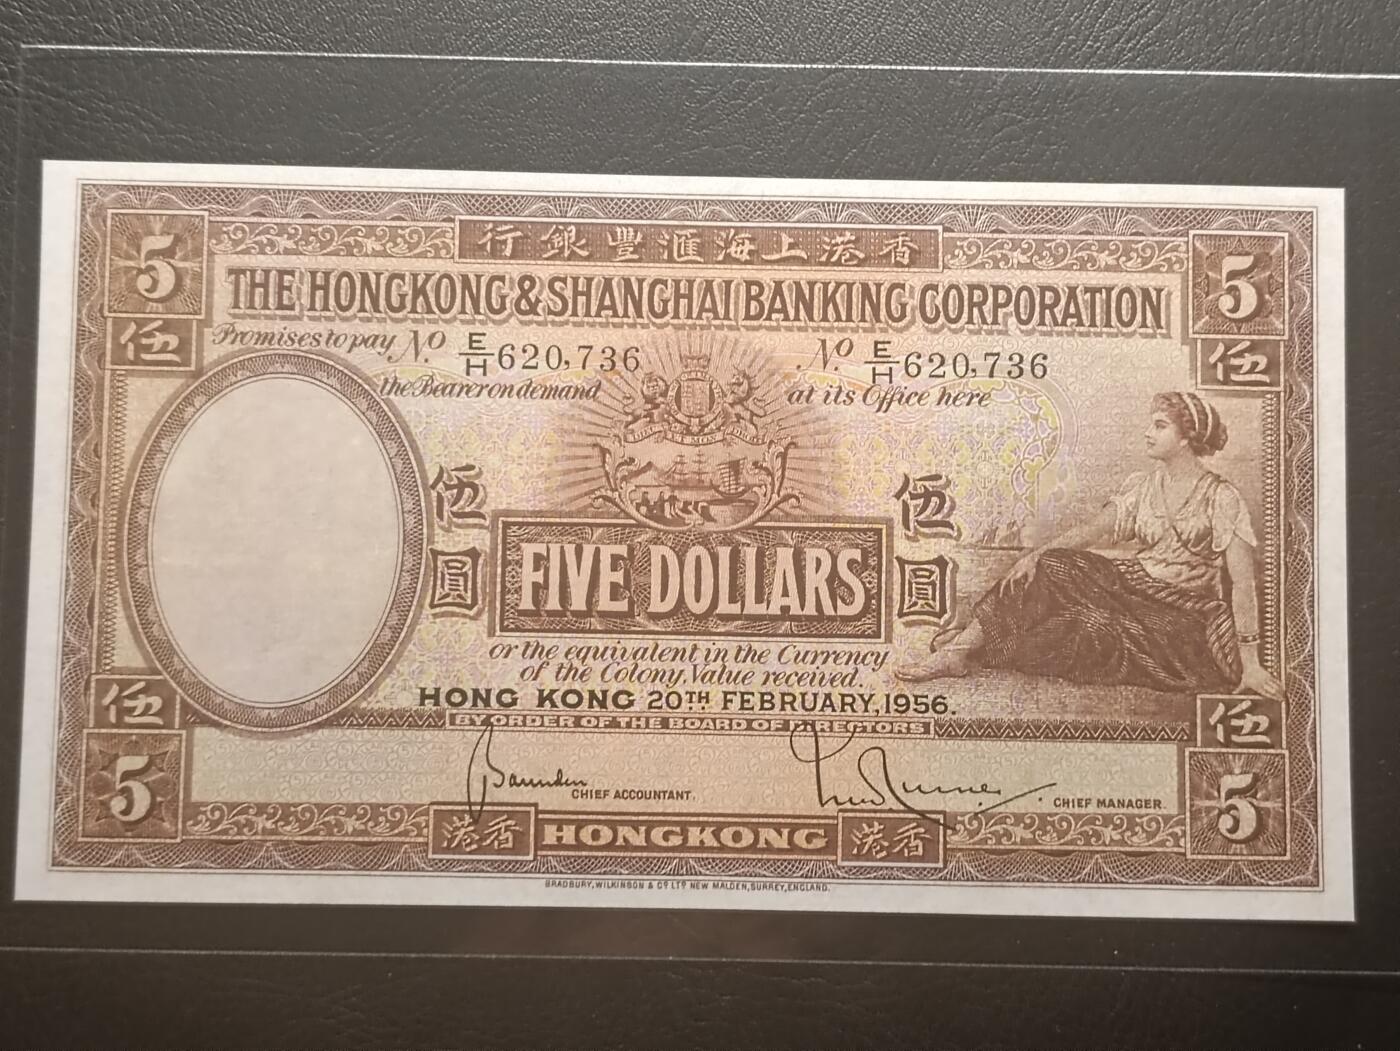 行銀豐滙海上港香
5
5
THE HONGKONG & SHANGHAI BANKING CORPORATION
伍
伍
Promises to pay
No. E/H 620,736
No. E/H 620,736
the Bearer on demand
at its Office here
DIEU ET MON DROIT
伍圓
伍圓
FIVE DOLLARS
or the equivalent in the Currency
of the Colony, Value received.
HONG KONG 20TH FEBRUARY, 1956.
伍
伍
BY ORDER OF THE BOARD OF DIRECTORS
5
5
CHIEF ACCOUNTANT.
CHIEF MANAGER.
港香
HONGKONG
港香
BRADBURY, WILKINSON & Co LTD NEW MALDEN, SURREY, ENGLAND.